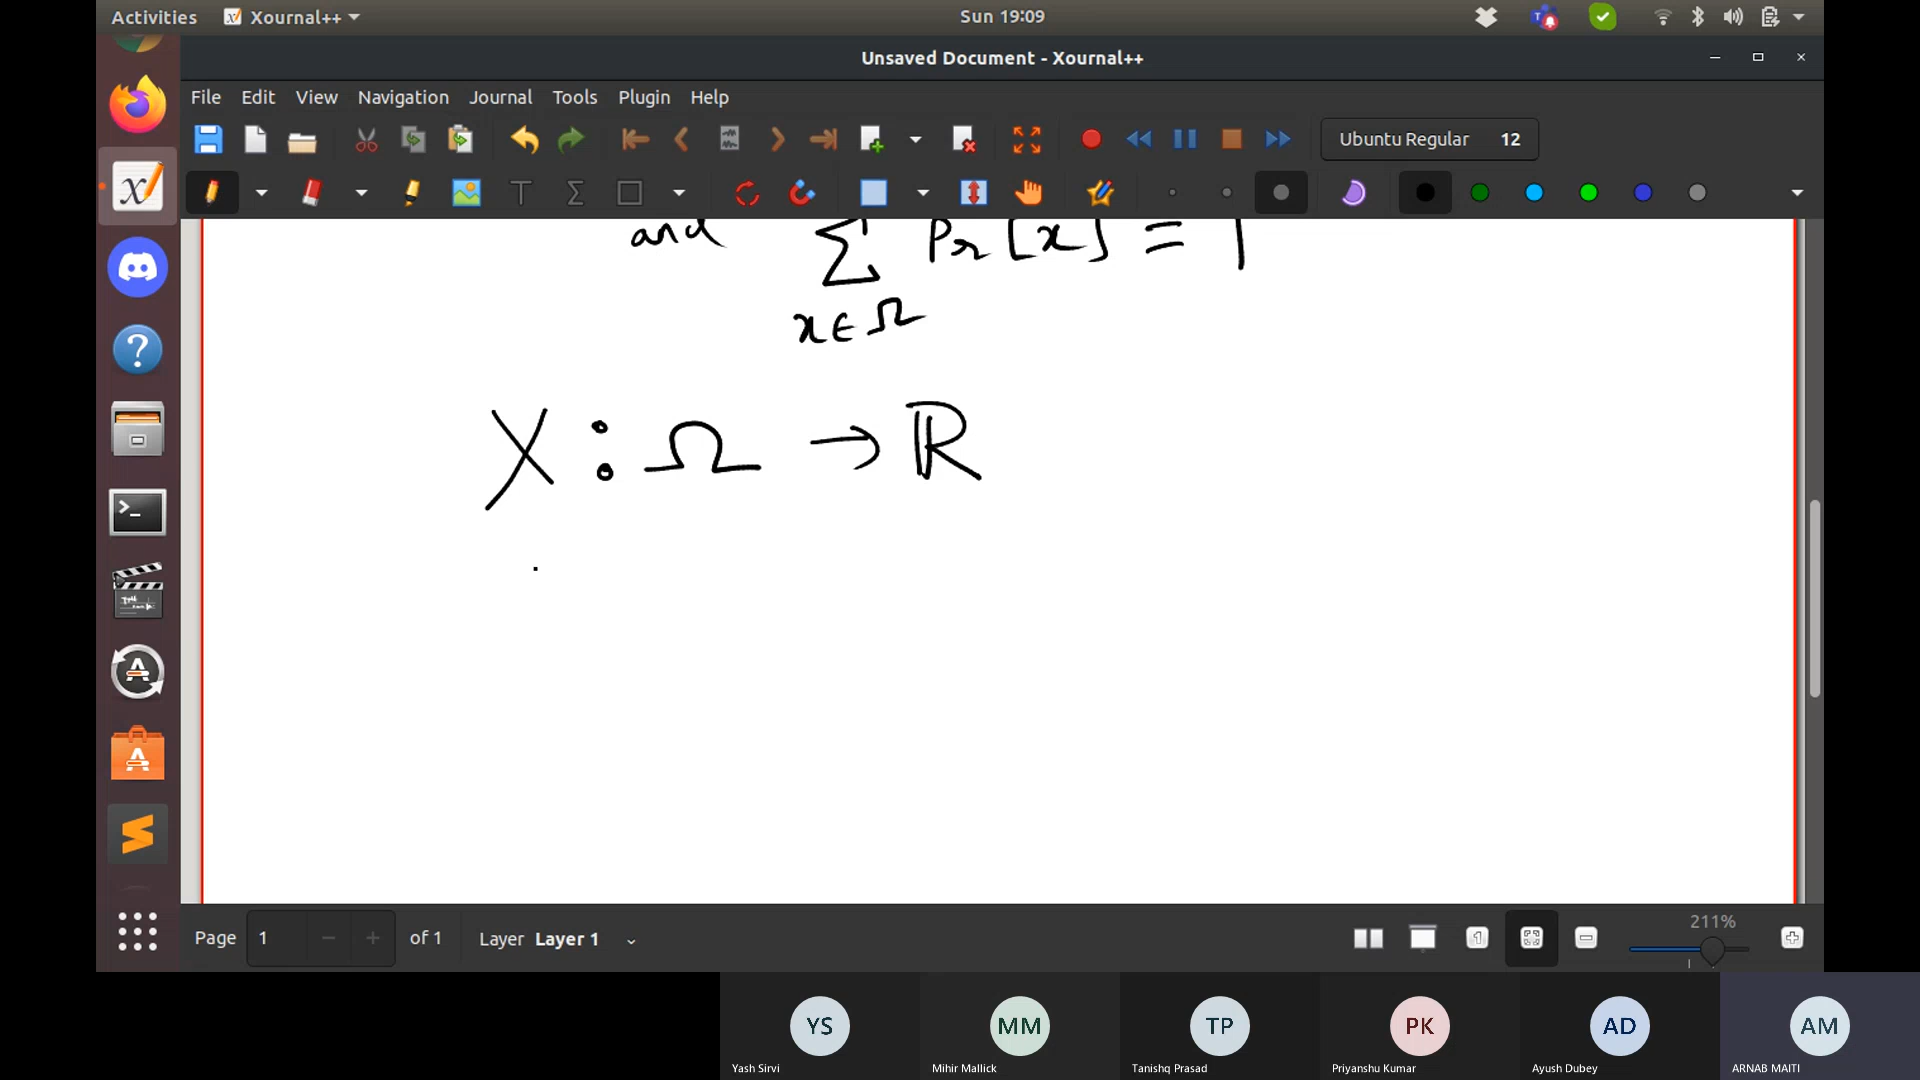 Activities Xournal++ Sun 19:09
Unsaved Document - Xournal++
File Edit View Navigation Journal Tools Plugin Help
Ubuntu Regular 12
and ∑ Pr[x] = 1
x∈Ω
X : Ω → ℝ
Page 1 of 1 Layer Layer 1 211%
YS MM TP PK AD AM
Yash Sirvi Mihir Mallick Tanishq Prasad Priyanshu Kumar Ayush Dubey ARNAB MAITI